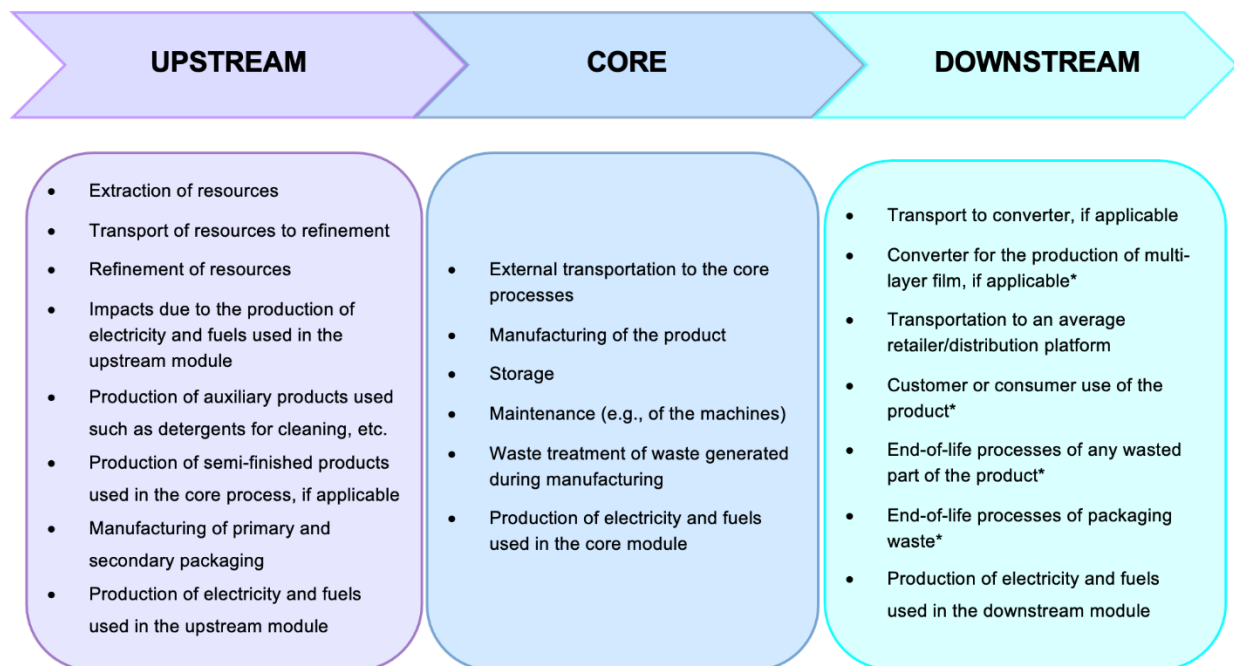 UPSTREAM
CORE
DOWNSTREAM
• Extraction of resources
• Transport of resources to refinement
• Refinement of resources
• Impacts due to the production of
electricity and fuels used in the
upstream module
• Production of auxiliary products used
such as detergents for cleaning, etc.
• Production of semi-finished products
used in the core process, if applicable
• Manufacturing of primary and
secondary packaging
• Production of electricity and fuels
used in the upstream module
• External transportation to the core
processes
• Manufacturing of the product
• Storage
• Maintenance (e.g., of the machines)
• Waste treatment of waste generated
during manufacturing
• Production of electricity and fuels
used in the core module
• Transport to converter, if applicable
• Converter for the production of multi-
layer film, if applicable*
• Transportation to an average
retailer/distribution platform
• Customer or consumer use of the
product*
• End-of-life processes of any wasted
part of the product*
• End-of-life processes of packaging
waste*
• Production of electricity and fuels
used in the downstream module